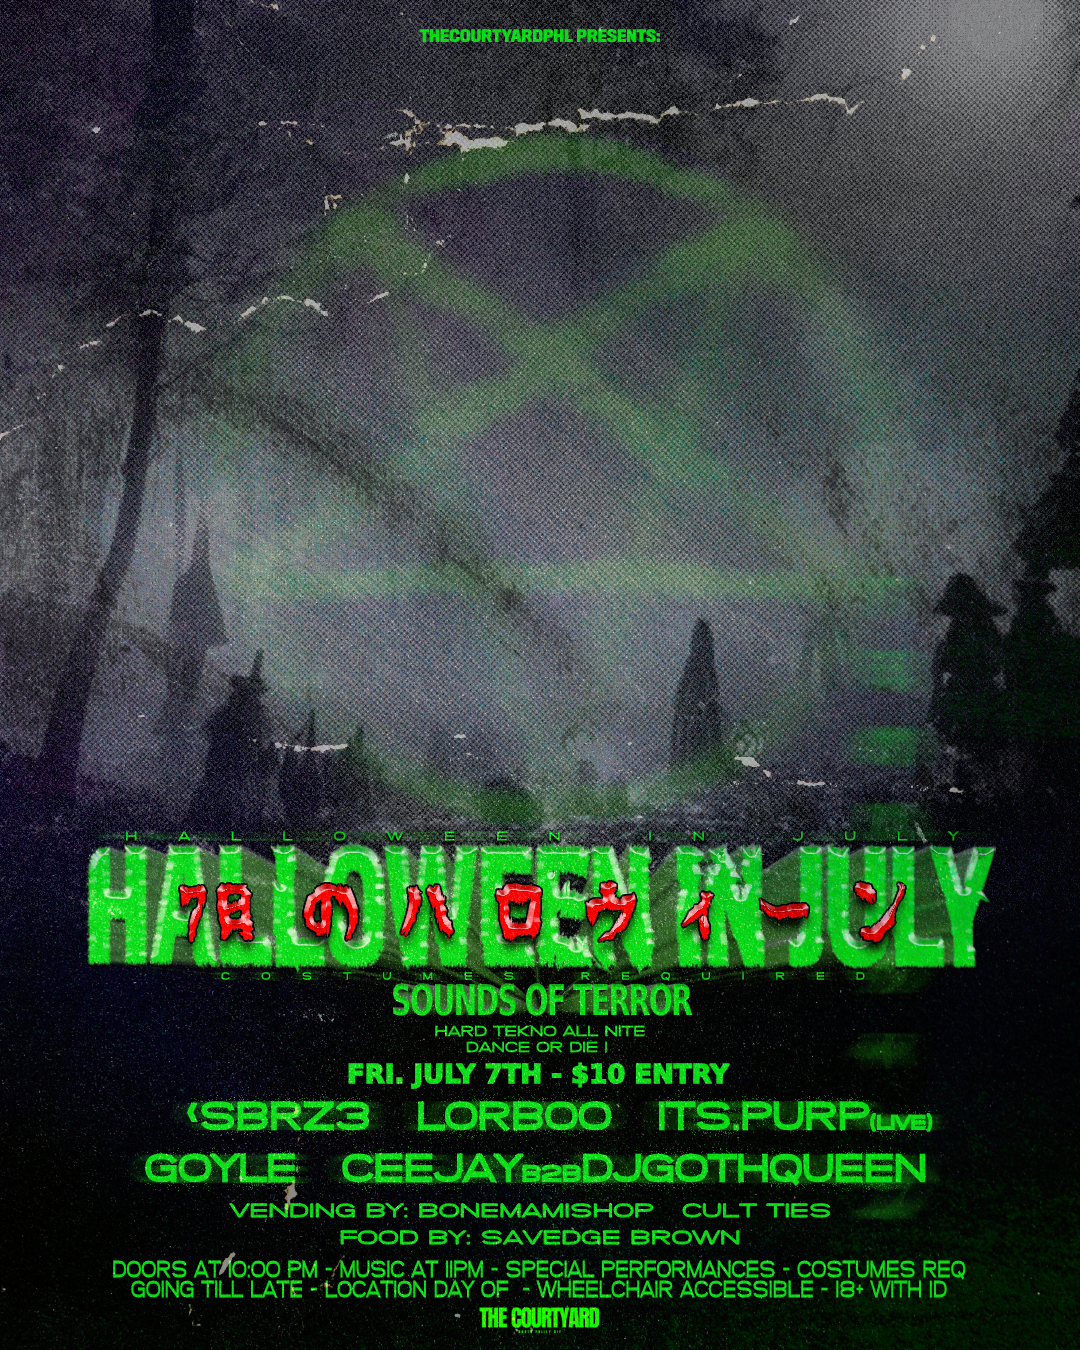 THECOURTYARDPHL PRESENTS:
HALLOWEEN IN JULY
HALLOWEEN IN JULY
7月のハロウィーン
COSTUMES REQUIRED
SOUNDS OF TERROR
HARD TEKNO ALL NITE
DANCE OR DIE !
FRI. JULY 7TH - $10 ENTRY
SBRZ3 LORBOO ITS.PURP(LIVE)
GOYLE CEEJAY B2B DJGOTHQUEEN
VENDING BY: BONEMAMISHOP CULT TIES
FOOD BY: SAVEDGE BROWN
DOORS AT 10:00 PM - MUSIC AT 11PM - SPECIAL PERFORMANCES - COSTUMES REQ
GOING TILL LATE - LOCATION DAY OF - WHEELCHAIR ACCESSIBLE - 18+ WITH ID
THE COURTYARD